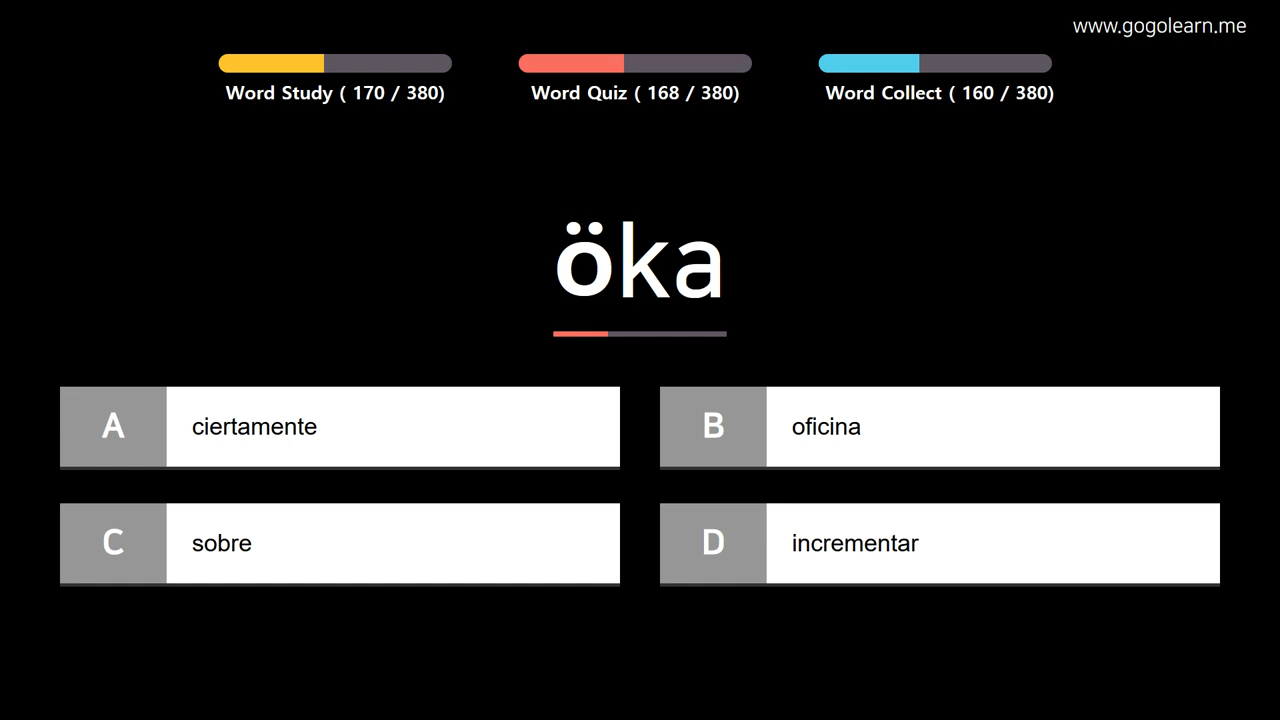 www.gogolearn.me
Word Study ( 170 / 380)
Word Quiz ( 168 / 380)
Word Collect ( 160 / 380)
öka
A ciertamente
B oficina
C sobre
D incrementar